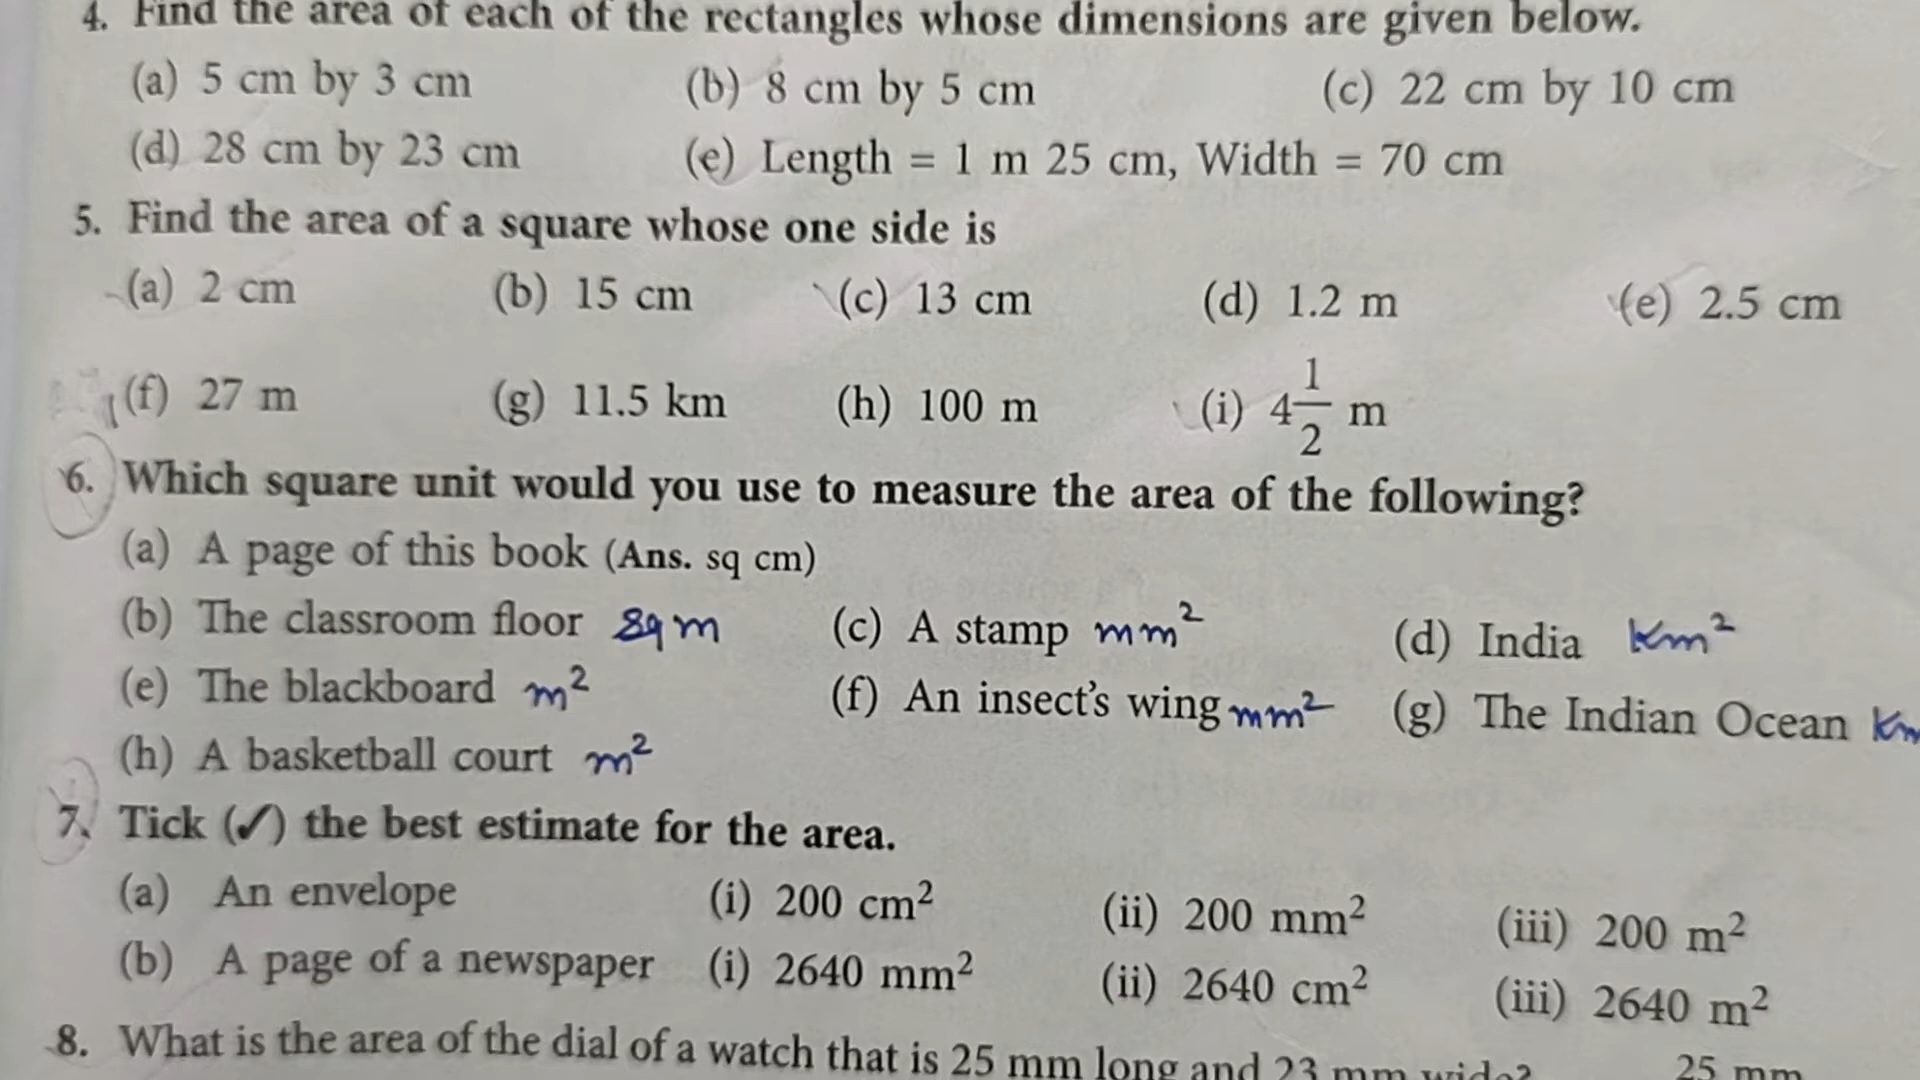 4. Find the area of each of the rectangles whose dimensions are given below.
(a) 5 cm by 3 cm (b) 8 cm by 5 cm (c) 22 cm by 10 cm
(d) 28 cm by 23 cm (e) Length = 1 m 25 cm, Width = 70 cm
5. Find the area of a square whose one side is
(a) 2 cm (b) 15 cm (c) 13 cm (d) 1.2 m (e) 2.5 cm
(f) 27 m (g) 11.5 km (h) 100 m (i) 4 1/2 m
6. Which square unit would you use to measure the area of the following?
(a) A page of this book (Ans. sq cm)
(b) The classroom floor sq m (c) A stamp mm² (d) India km²
(e) The blackboard m² (f) An insect's wing mm² (g) The Indian Ocean km
(h) A basketball court m²
7. Tick (✓) the best estimate for the area.
(a) An envelope (i) 200 cm² (ii) 200 mm² (iii) 200 m²
(b) A page of a newspaper (i) 2640 mm² (ii) 2640 cm² (iii) 2640 m²
8. What is the area of the dial of a watch that is 25 mm long and 23 mm wide? 25 mm